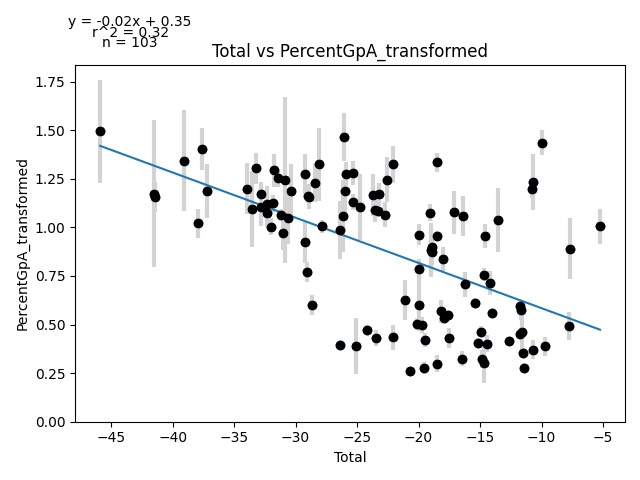 y = -0.02x + 0.35
r^2 = 0.32
n = 103
Total vs PercentGpA_transformed
PercentGpA_transformed
1.75
1.50
1.25
1.00
0.75
0.50
0.25
0.00
−45
−40
−35
−30
−25
−20
−15
−10
−5
Total